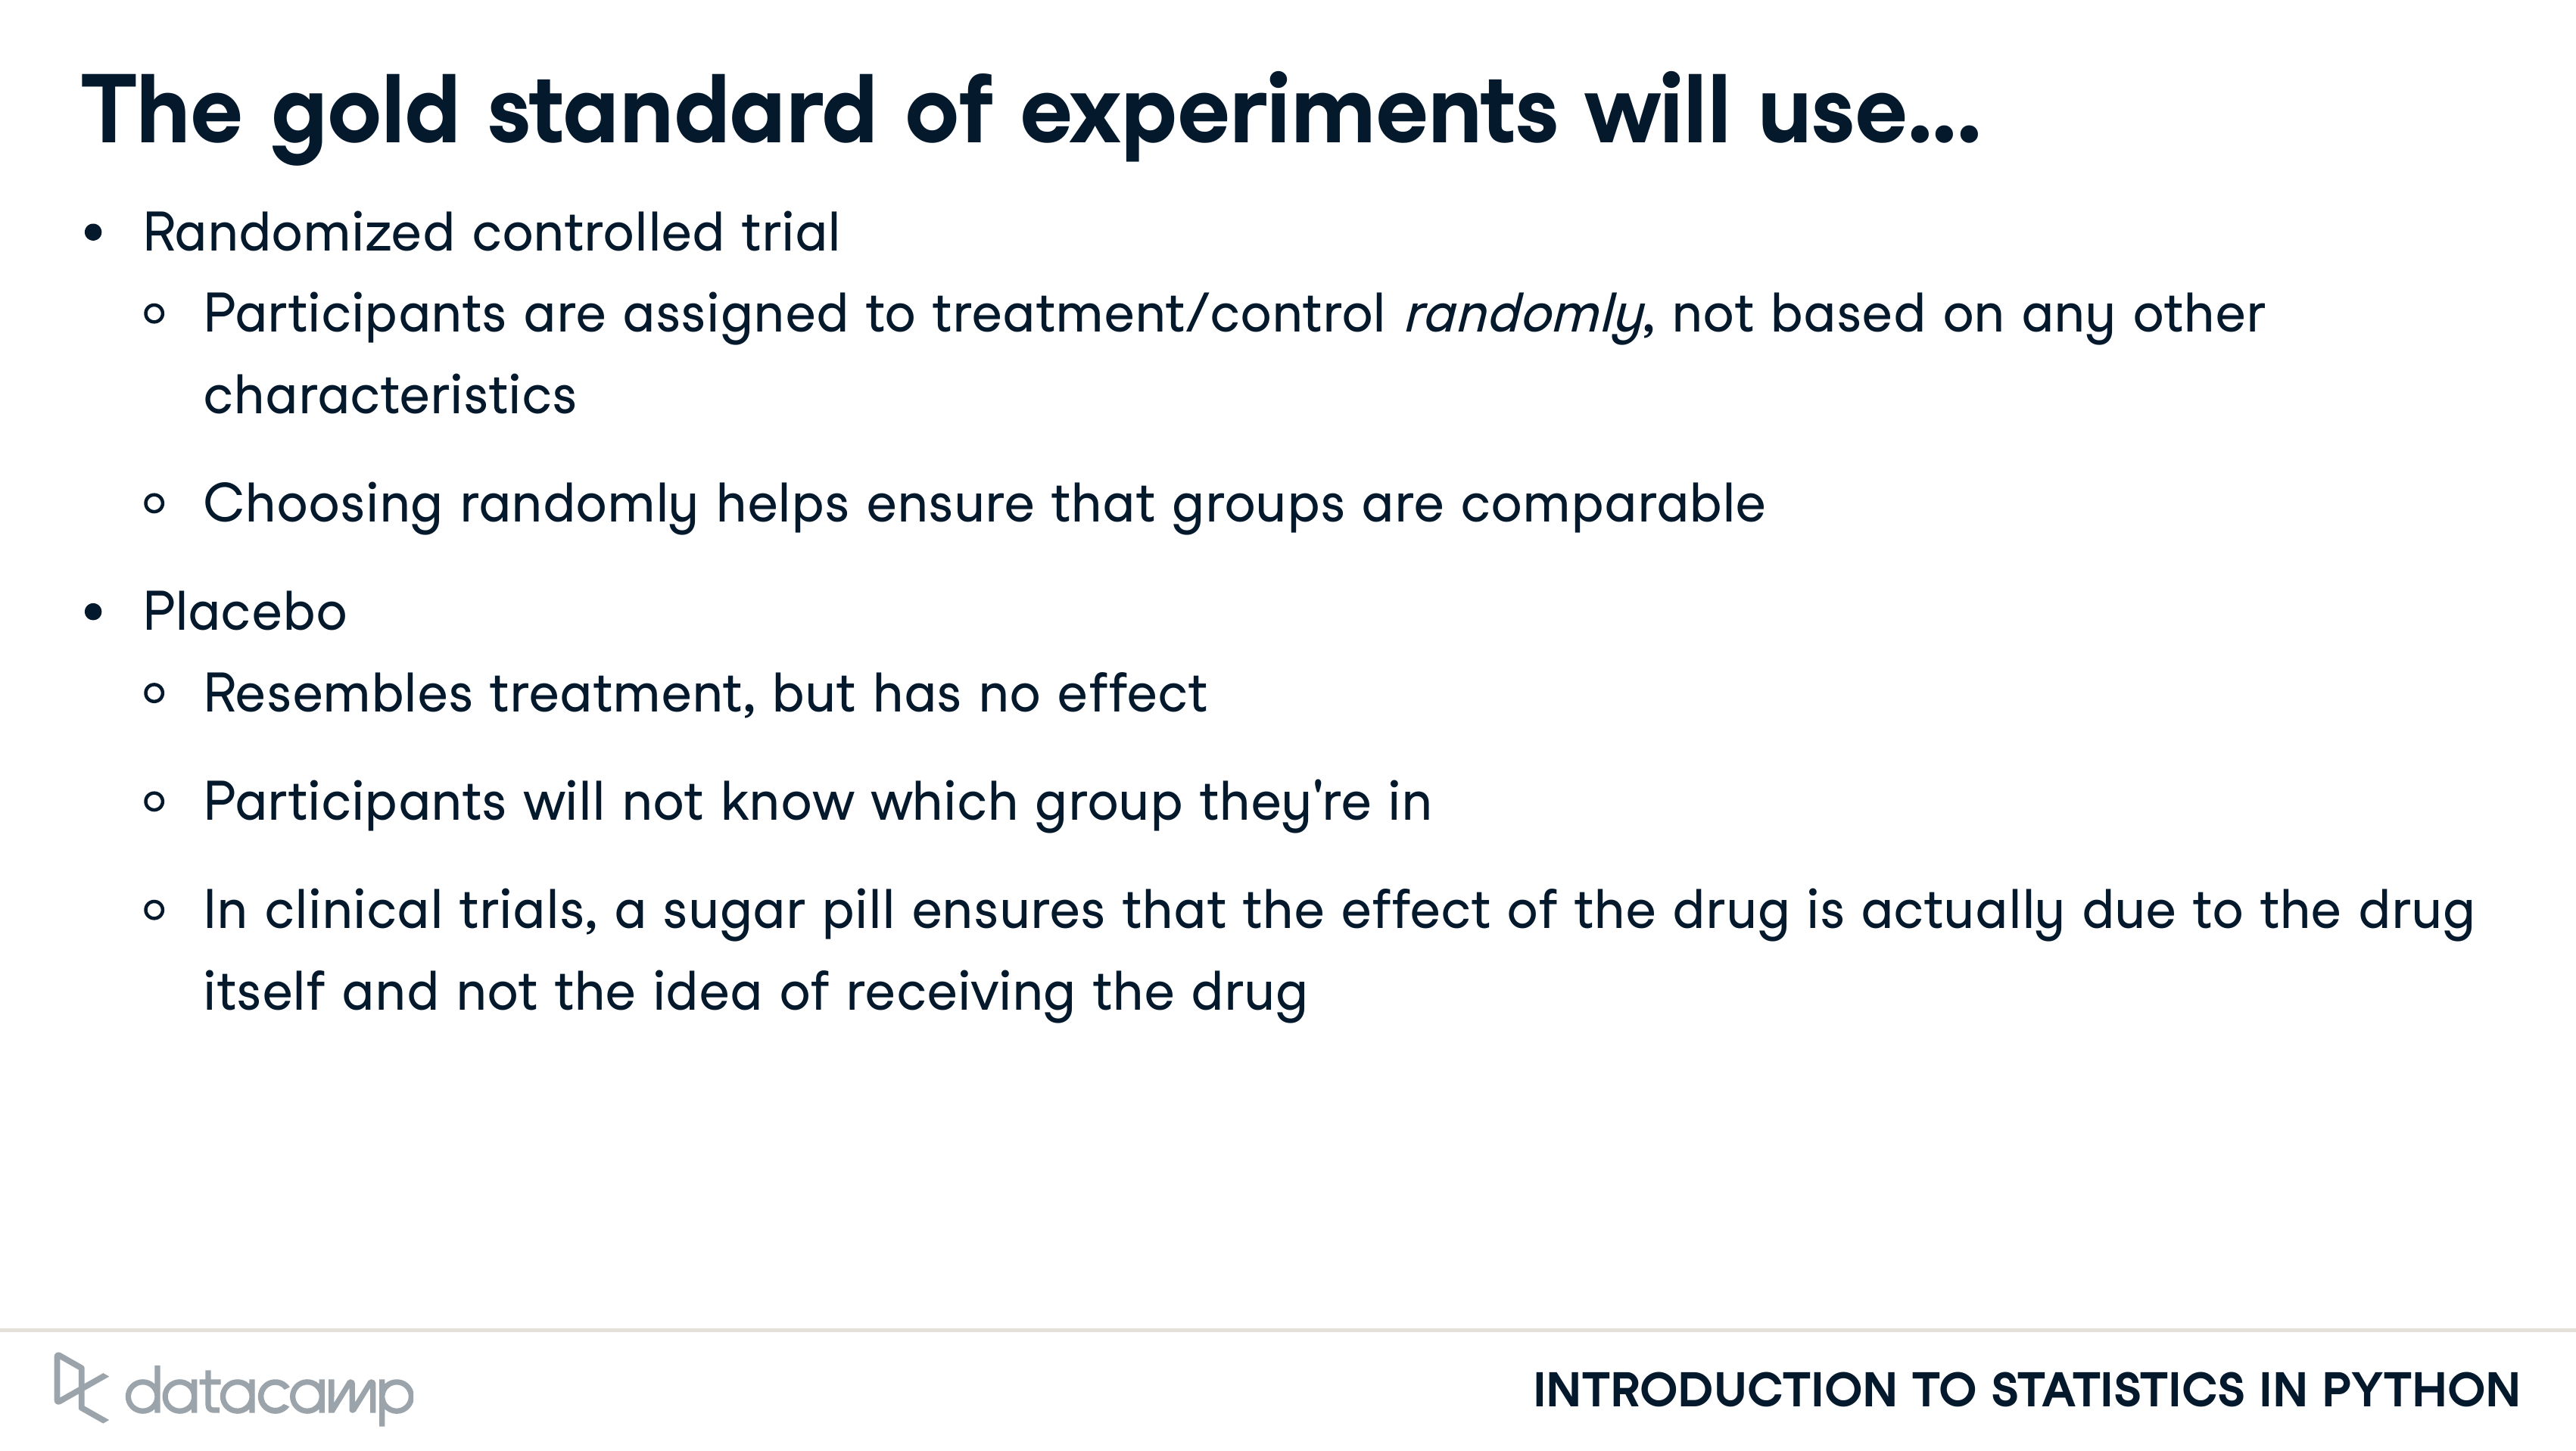 The gold standard of experiments will use...
• Randomized controlled trial
◦ Participants are assigned to treatment/control randomly, not based on any other
characteristics
◦ Choosing randomly helps ensure that groups are comparable
• Placebo
◦ Resembles treatment, but has no effect
◦ Participants will not know which group they're in
◦ In clinical trials, a sugar pill ensures that the effect of the drug is actually due to the drug
itself and not the idea of receiving the drug
datacamp
INTRODUCTION TO STATISTICS IN PYTHON